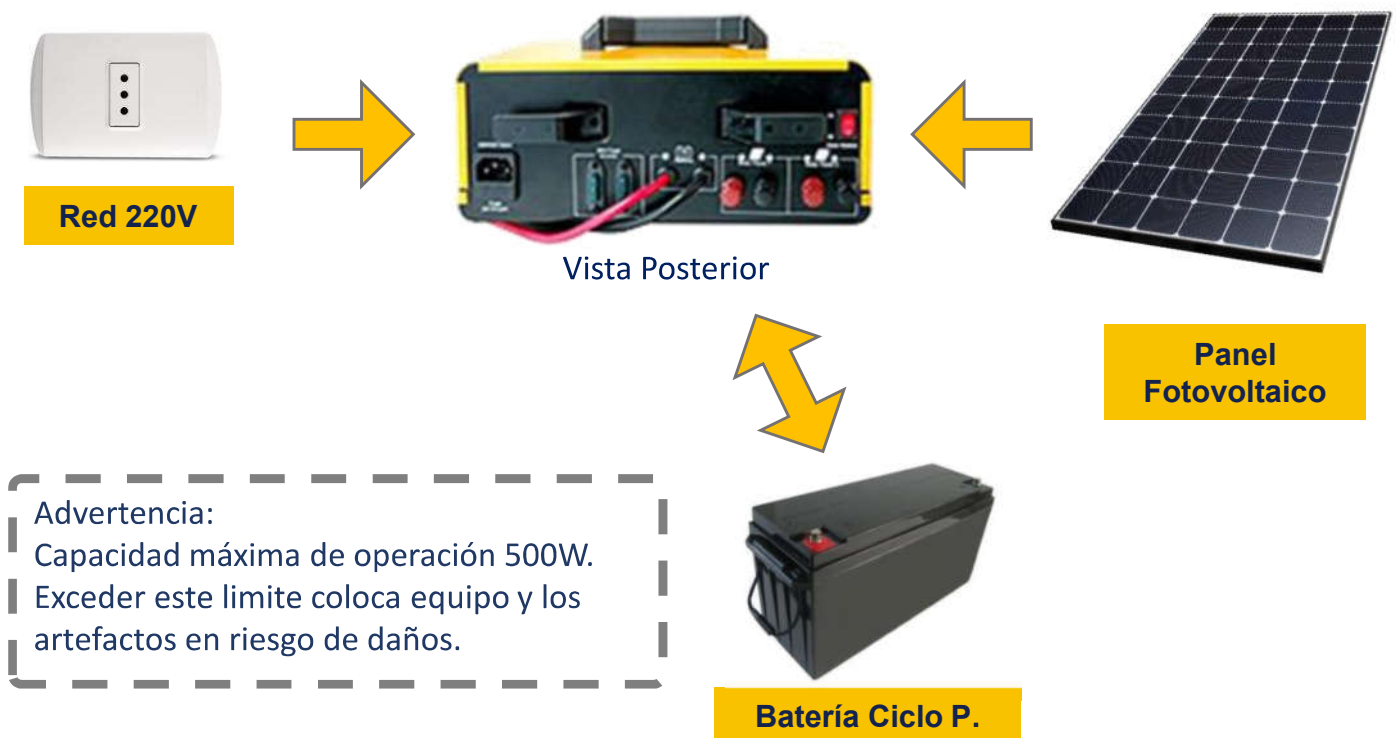 Red 220V
Vista Posterior
Panel
Fotovoltaico
Advertencia:
Capacidad máxima de operación 500W.
Exceder este limite coloca equipo y los
artefactos en riesgo de daños.
Batería Ciclo P.